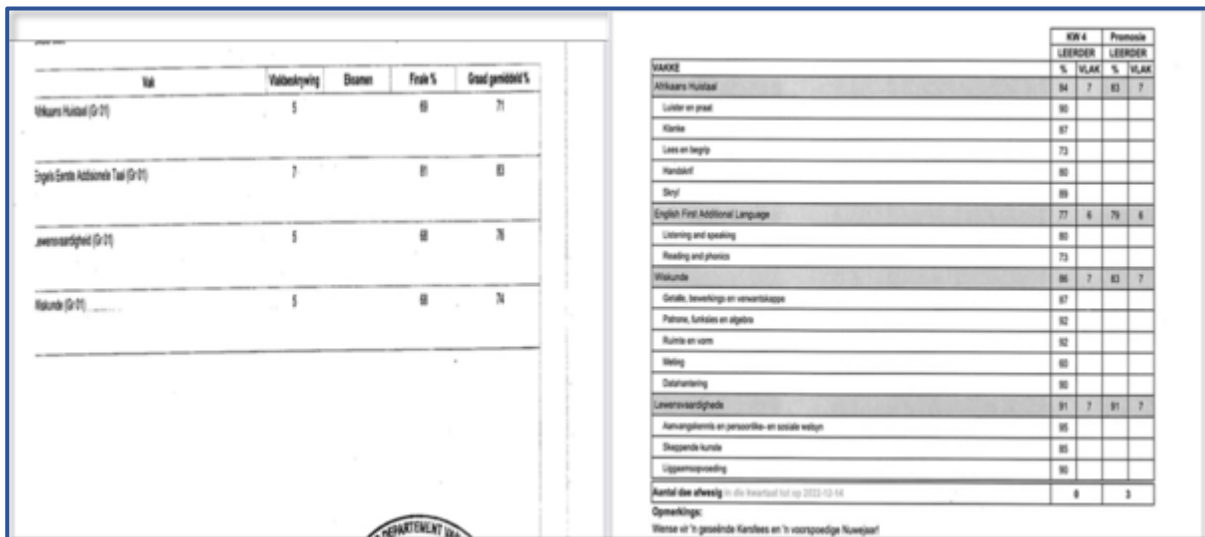 Vak Vlakbeskrywing Eksamen Finale % Graad gemiddeld %
Afrikaans Huistaal (Gr 01) 5 69 71
Engels Eerste Addisionele Taal (Gr 01) 7 81 83
Lewensvaardigheid (Gr 01) 5 68 76
Wiskunde (Gr 01) 5 68 74
DEPARTEMENT VAN
KW 4 Promosie
LEERDER LEERDER
VAKKE % VLAK % VLAK
Afrikaans Huistaal 84 7 83 7
Luister en praat 90
Klanke 87
Lees en begrip 73
Handskrif 80
Skryf 89
English First Additional Language 77 6 79 6
Listening and speaking 80
Reading and phonics 73
Wiskunde 86 7 83 7
Getalle, bewerkings en verwantskappe 87
Patrone, funksies en algebra 92
Ruimte en vorm 92
Meting 60
Datahantering 90
Lewensvaardighede 91 7 91 7
Aanvangskennis en persoonlike- en sosiale welsyn 95
Skeppende kunste 85
Liggaamsopvoeding 90
Aantal dae afwesig in die kwartaal tot op 2022-12-14 0 3
Opmerkings:
Wense vir 'n geseënde Kersfees en 'n voorspoedige Nuwejaar!